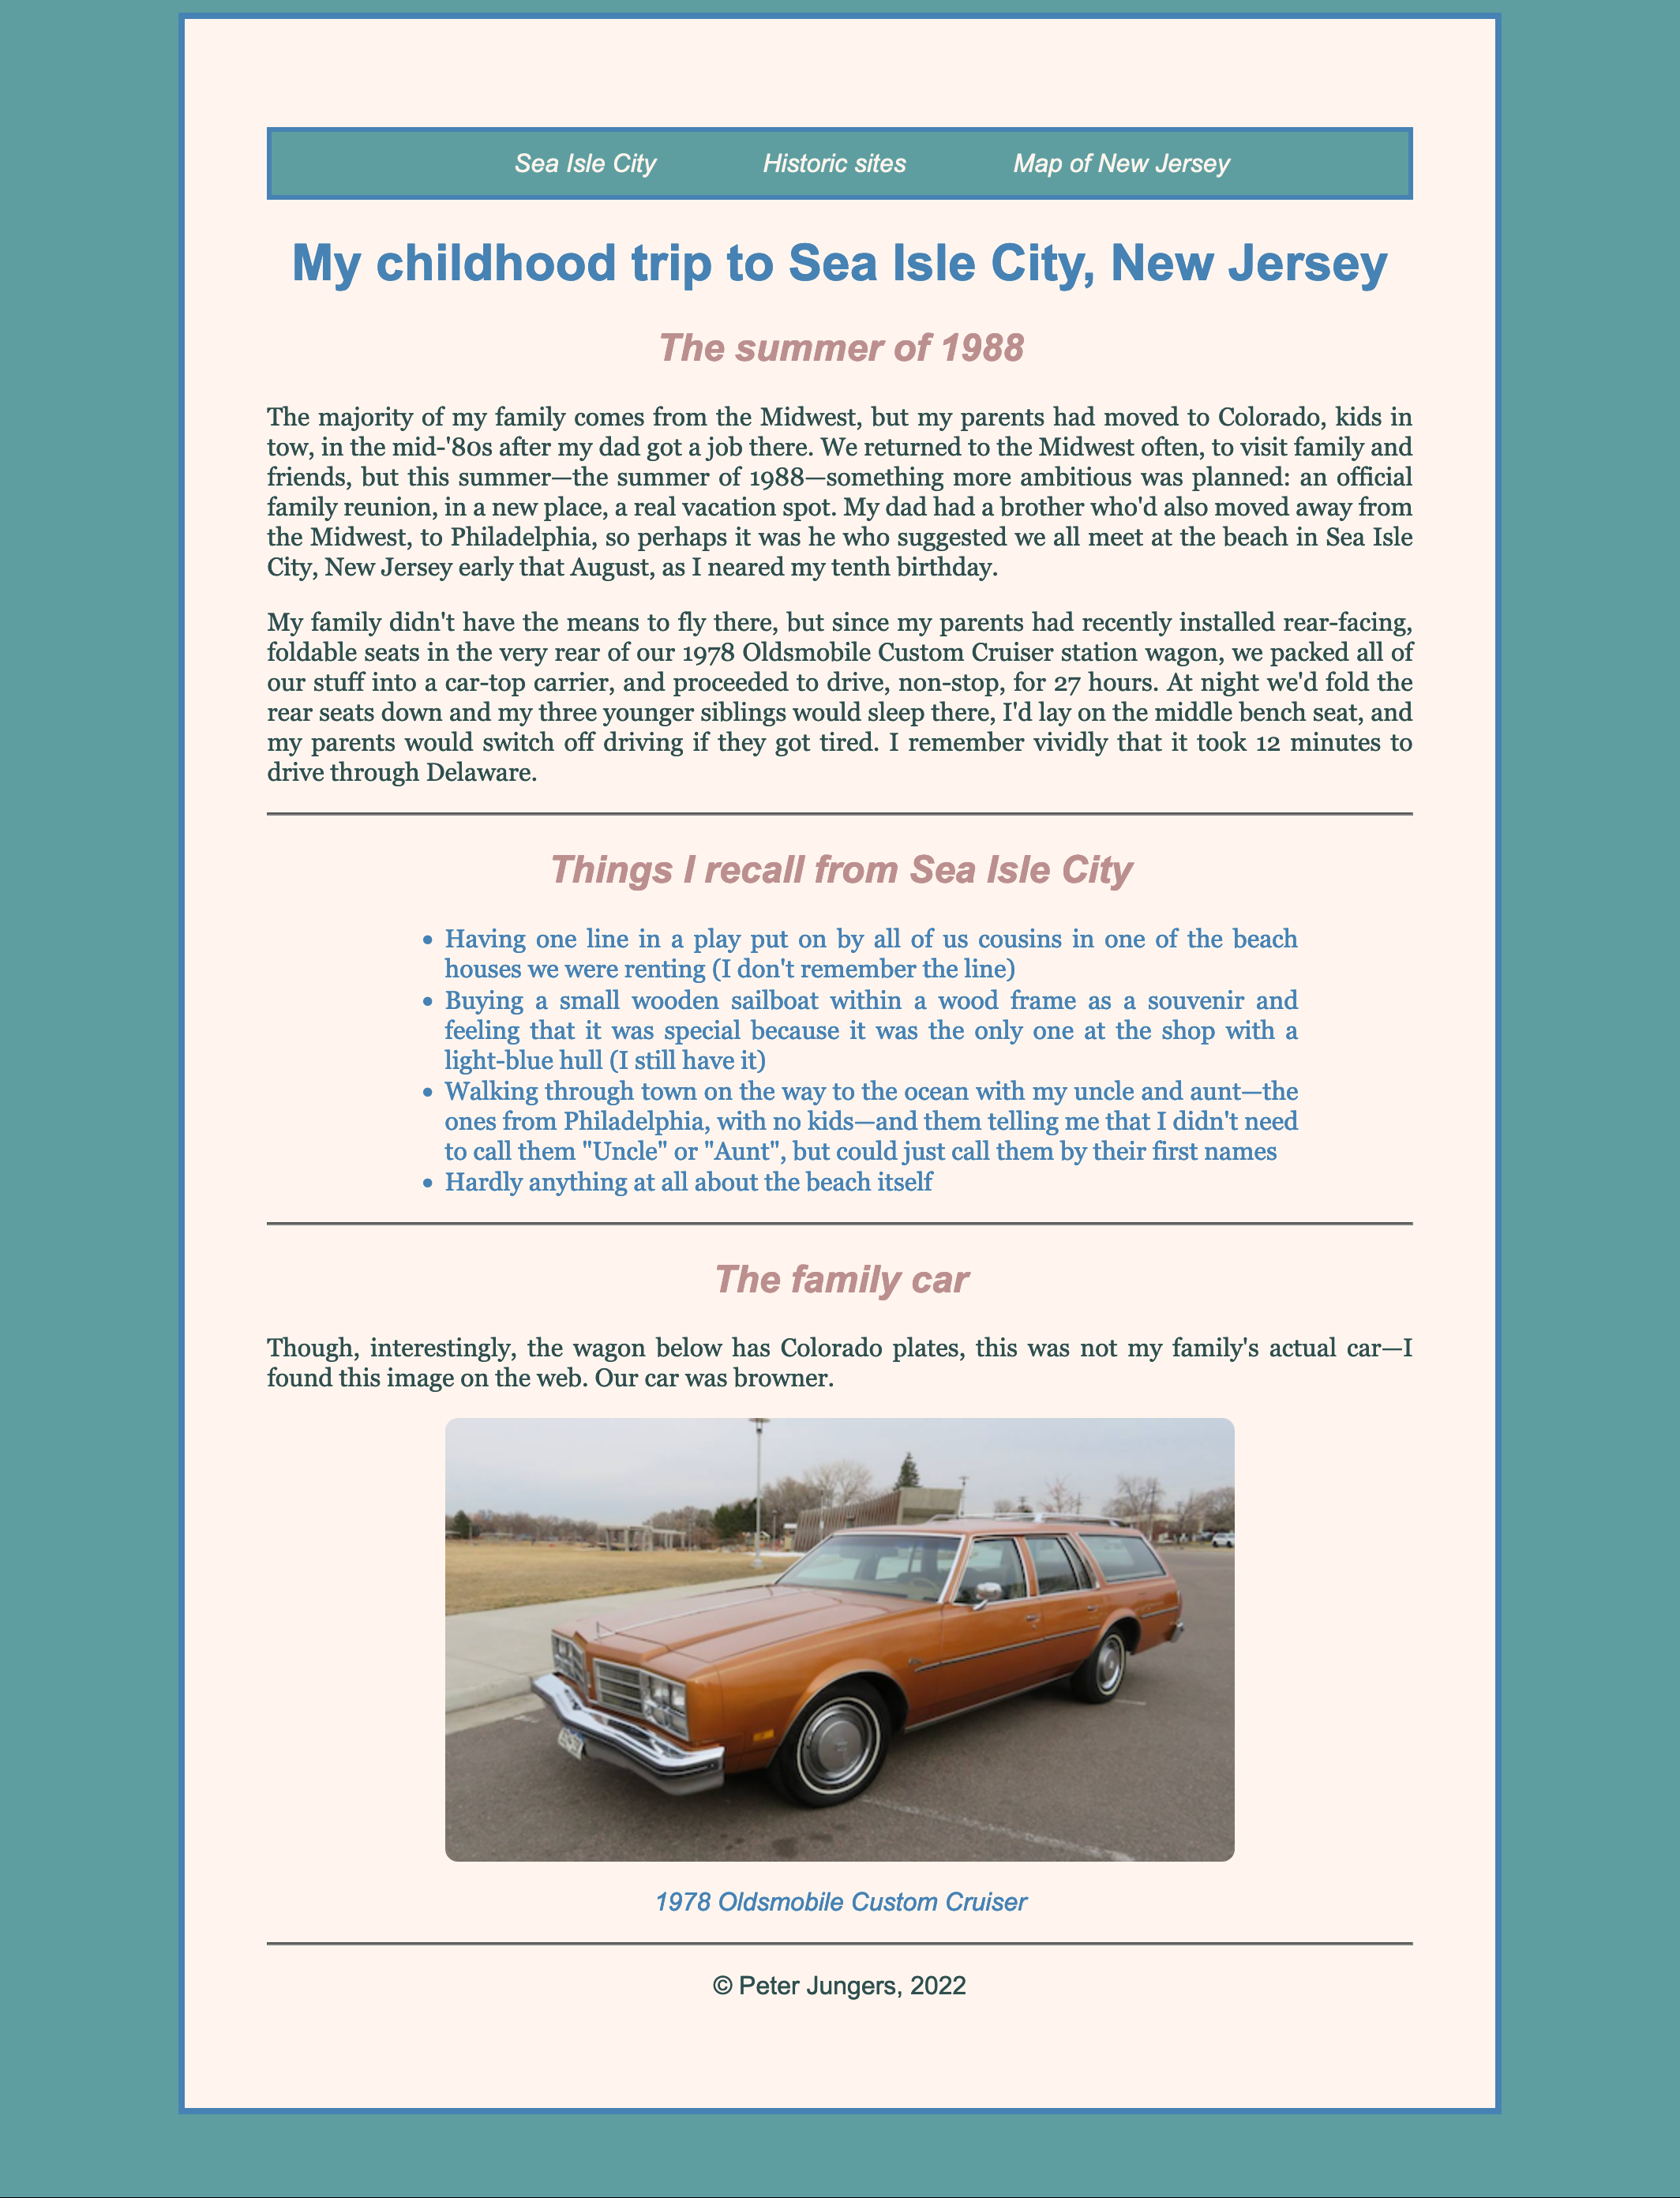 Sea Isle City Historic sites Map of New Jersey
My childhood trip to Sea Isle City, New Jersey
The summer of 1988
The majority of my family comes from the Midwest, but my parents had moved to Colorado, kids in
tow, in the mid-'80s after my dad got a job there. We returned to the Midwest often, to visit family and
friends, but this summer—the summer of 1988—something more ambitious was planned: an official
family reunion, in a new place, a real vacation spot. My dad had a brother who'd also moved away from
the Midwest, to Philadelphia, so perhaps it was he who suggested we all meet at the beach in Sea Isle
City, New Jersey early that August, as I neared my tenth birthday.
My family didn't have the means to fly there, but since my parents had recently installed rear-facing,
foldable seats in the very rear of our 1978 Oldsmobile Custom Cruiser station wagon, we packed all of
our stuff into a car-top carrier, and proceeded to drive, non-stop, for 27 hours. At night we'd fold the
rear seats down and my three younger siblings would sleep there, I'd lay on the middle bench seat, and
my parents would switch off driving if they got tired. I remember vividly that it took 12 minutes to
drive through Delaware.
Things I recall from Sea Isle City
• Having one line in a play put on by all of us cousins in one of the beach
houses we were renting (I don't remember the line)
• Buying a small wooden sailboat within a wood frame as a souvenir and
feeling that it was special because it was the only one at the shop with a
light-blue hull (I still have it)
• Walking through town on the way to the ocean with my uncle and aunt—the
ones from Philadelphia, with no kids—and them telling me that I didn't need
to call them "Uncle" or "Aunt", but could just call them by their first names
• Hardly anything at all about the beach itself
The family car
Though, interestingly, the wagon below has Colorado plates, this was not my family's actual car—I
found this image on the web. Our car was browner.
1978 Oldsmobile Custom Cruiser
© Peter Jungers, 2022